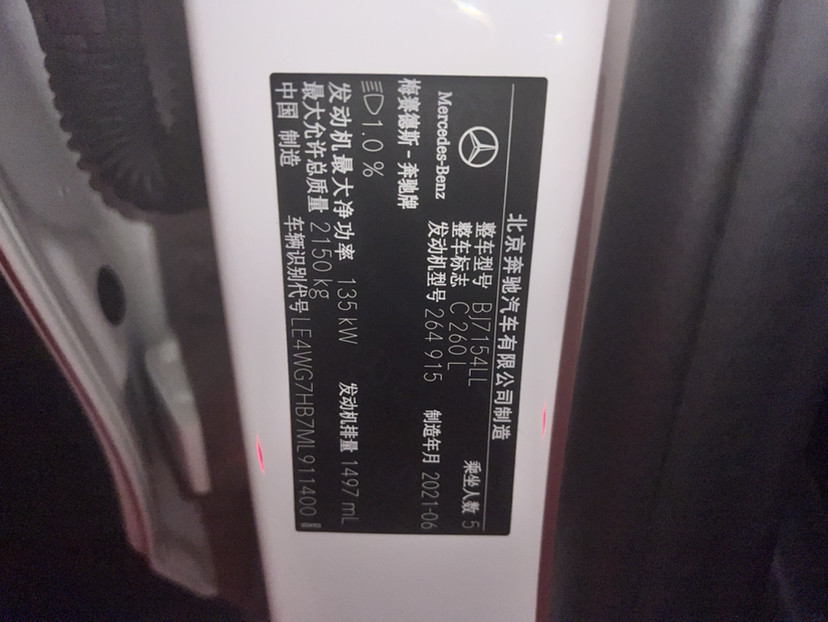 北京奔驰汽车有限公司制造
Mercedes-Benz
梅赛德斯-奔驰牌
整车型号 BJ7154LL 乘坐人数 5
整车标志 C 260 L
发动机型号 264 915 制造年月 2021-06
1.0 %
发动机最大净功率 135 kW 发动机排量 1497 mL
最大允许总质量 2150 kg
中国 制造 车辆识别代号 LE4WG7HB7ML911400